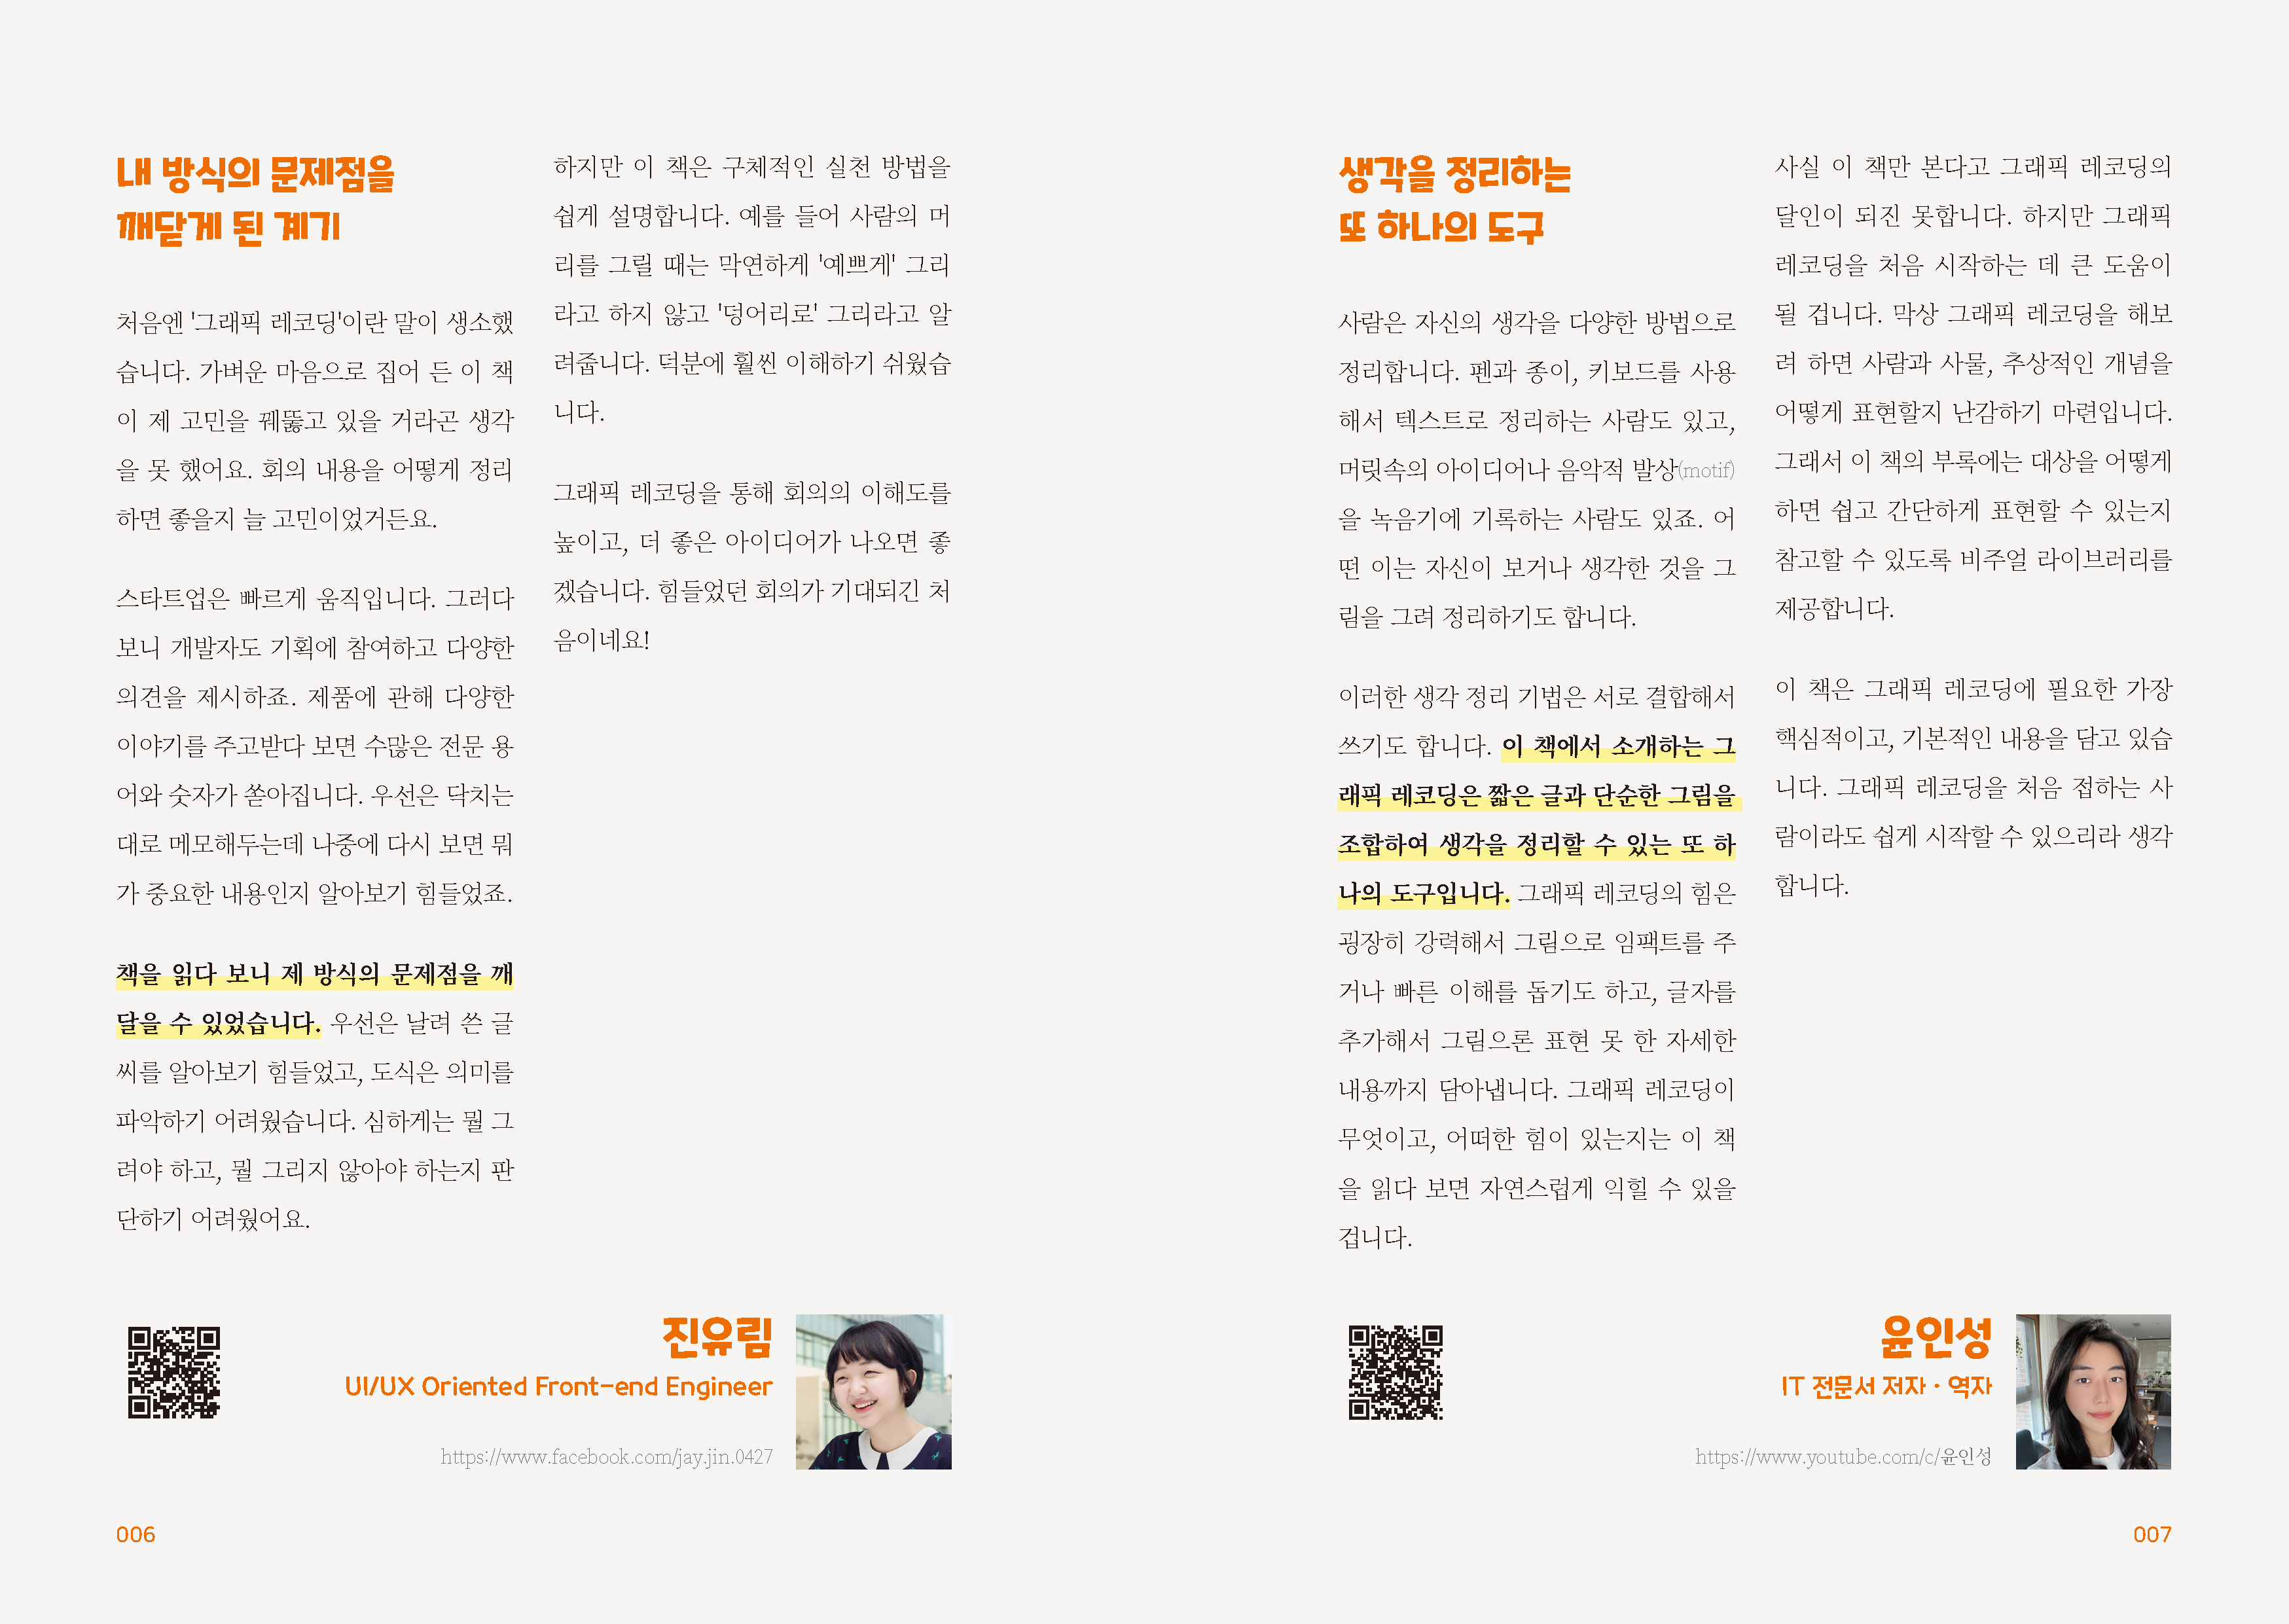 내 방식의 문제점을
깨닫게 된 계기
처음엔 '그래픽 레코딩'이란 말이 생소했
습니다. 가벼운 마음으로 집어 든 이 책
이 제 고민을 꿰뚫고 있을 거라곤 생각
을 못 했어요. 회의 내용을 어떻게 정리
하면 좋을지 늘 고민이었거든요.
스타트업은 빠르게 움직입니다. 그러다
보니 개발자도 기획에 참여하고 다양한
의견을 제시하죠. 제품에 관해 다양한
이야기를 주고받다 보면 수많은 전문 용
어와 숫자가 쏟아집니다. 우선은 닥치는
대로 메모해두는데 나중에 다시 보면 뭐
가 중요한 내용인지 알아보기 힘들었죠.
책을 읽다 보니 제 방식의 문제점을 깨
달을 수 있었습니다. 우선은 날려 쓴 글
씨를 알아보기 힘들었고, 도식은 의미를
파악하기 어려웠습니다. 심하게는 뭘 그
려야 하고, 뭘 그리지 않아야 하는지 판
단하기 어려웠어요.
하지만 이 책은 구체적인 실천 방법을
쉽게 설명합니다. 예를 들어 사람의 머
리를 그릴 때는 막연하게 '예쁘게' 그리
라고 하지 않고 '덩어리로' 그리라고 알
려줍니다. 덕분에 훨씬 이해하기 쉬웠습
니다.
그래픽 레코딩을 통해 회의의 이해도를
높이고, 더 좋은 아이디어가 나오면 좋
겠습니다. 힘들었던 회의가 기대되긴 처
음이네요!
진유림
UI/UX Oriented Front-end Engineer
https://www.facebook.com/jay.jin.0427
006
생각을 정리하는
또 하나의 도구
사람은 자신의 생각을 다양한 방법으로
정리합니다. 펜과 종이, 키보드를 사용
해서 텍스트로 정리하는 사람도 있고,
머릿속의 아이디어나 음악적 발상(motif)
을 녹음기에 기록하는 사람도 있죠. 어
떤 이는 자신이 보거나 생각한 것을 그
림을 그려 정리하기도 합니다.
이러한 생각 정리 기법은 서로 결합해서
쓰기도 합니다. 이 책에서 소개하는 그
래픽 레코딩은 짧은 글과 단순한 그림을
조합하여 생각을 정리할 수 있는 또 하
나의 도구입니다. 그래픽 레코딩의 힘은
굉장히 강력해서 그림으로 임팩트를 주
거나 빠른 이해를 돕기도 하고, 글자를
추가해서 그림으론 표현 못 한 자세한
내용까지 담아냅니다. 그래픽 레코딩이
무엇이고, 어떠한 힘이 있는지는 이 책
을 읽다 보면 자연스럽게 익힐 수 있을
겁니다.
사실 이 책만 본다고 그래픽 레코딩의
달인이 되진 못합니다. 하지만 그래픽
레코딩을 처음 시작하는 데 큰 도움이
될 겁니다. 막상 그래픽 레코딩을 해보
려 하면 사람과 사물, 추상적인 개념을
어떻게 표현할지 난감하기 마련입니다.
그래서 이 책의 부록에는 대상을 어떻게
하면 쉽고 간단하게 표현할 수 있는지
참고할 수 있도록 비주얼 라이브러리를
제공합니다.
이 책은 그래픽 레코딩에 필요한 가장
핵심적이고, 기본적인 내용을 담고 있습
니다. 그래픽 레코딩을 처음 접하는 사
람이라도 쉽게 시작할 수 있으리라 생각
합니다.
윤인성
IT 전문서 저자 · 역자
https://www.youtube.com/c/윤인성
007